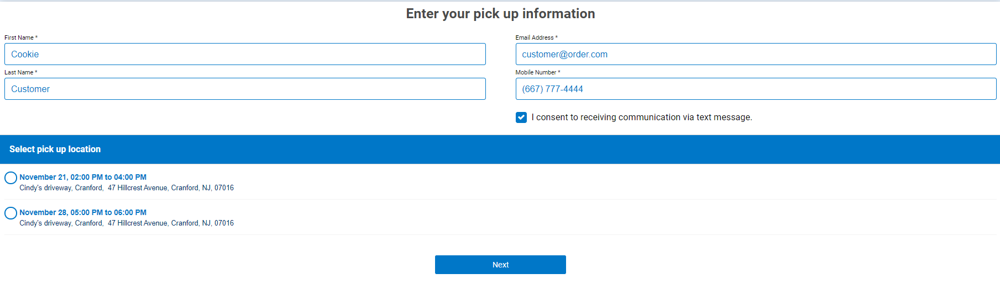 Enter your pick up information
First Name *
Cookie
Last Name *
Customer
Email Address *
customer@order.com
Mobile Number *
(667) 777-4444
I consent to receiving communication via text message.
Select pick up location
November 21, 02:00 PM to 04:00 PM
Cindy's driveway, Cranford,  47 Hillcrest Avenue, Cranford, NJ, 07016
November 28, 05:00 PM to 06:00 PM
Cindy's driveway, Cranford,  47 Hillcrest Avenue, Cranford, NJ, 07016
Next